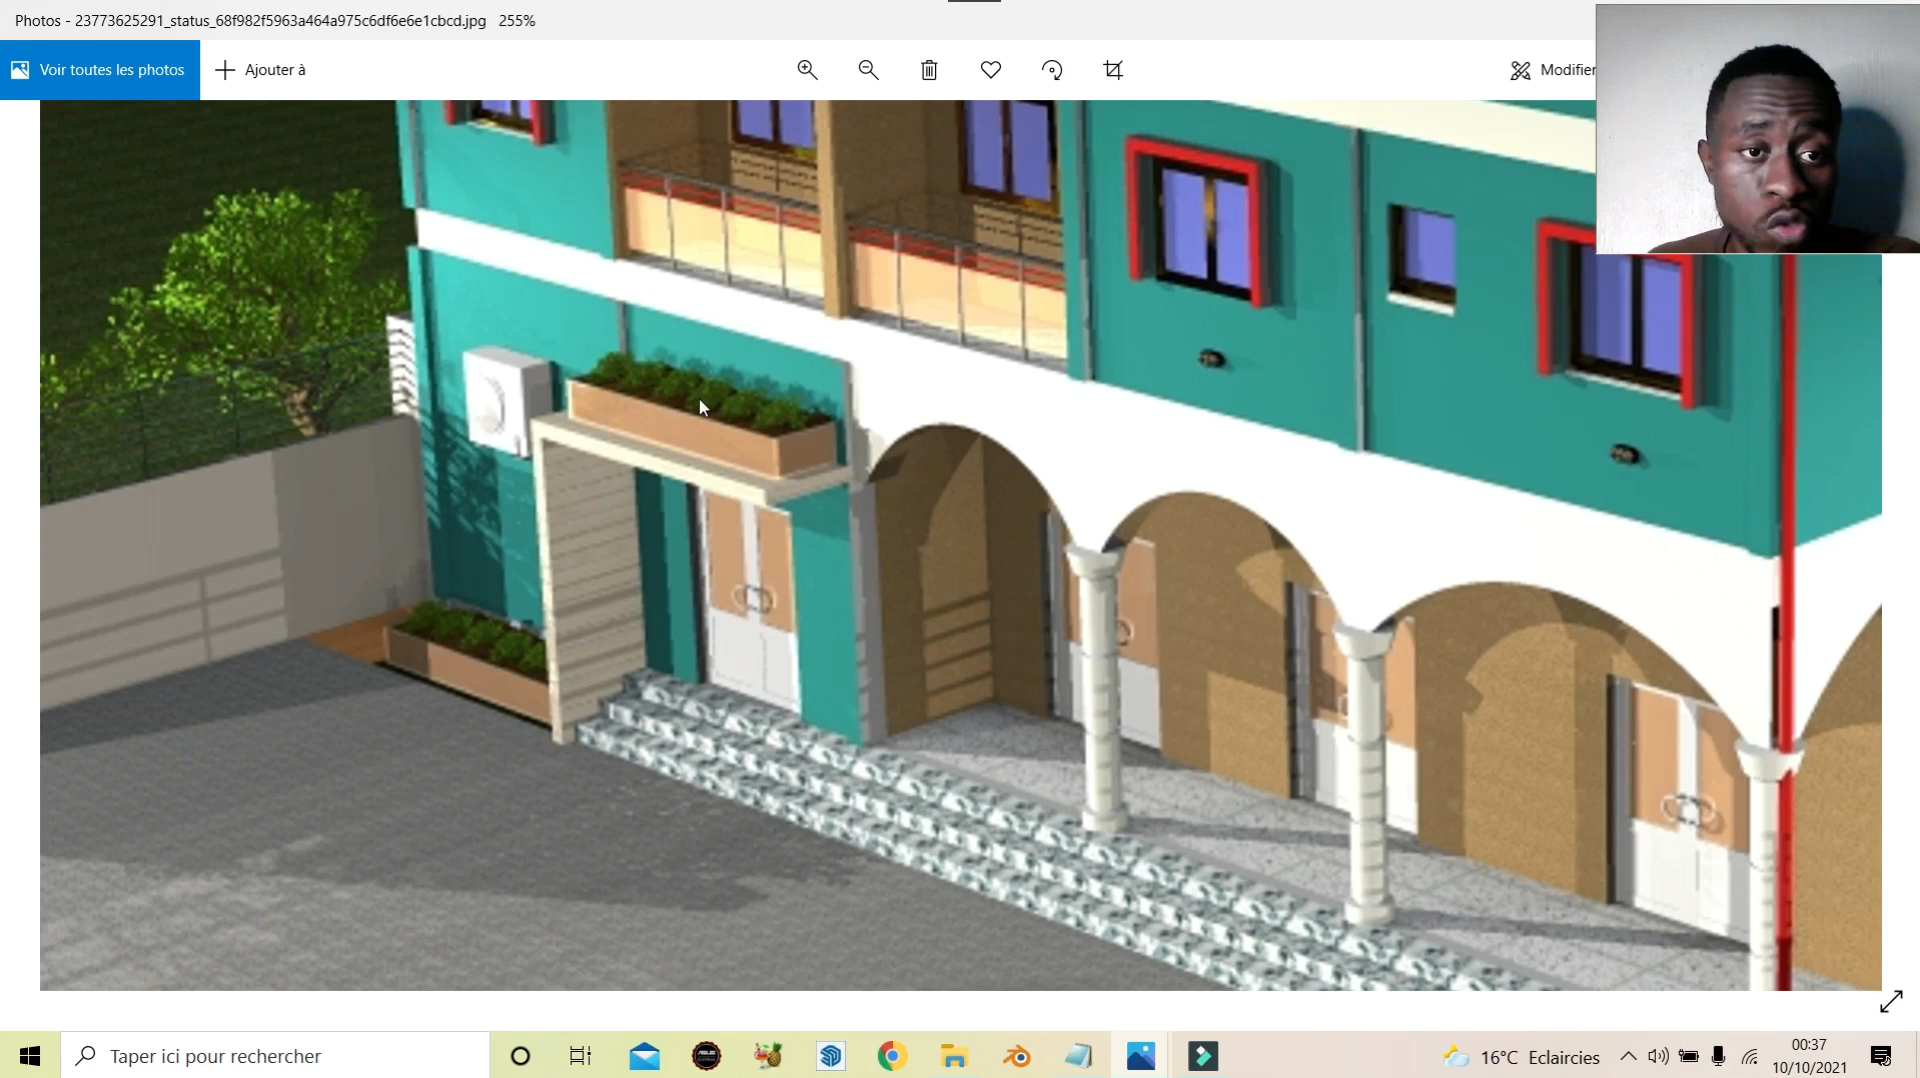 Photos - 23773625291_status_68f982f5963a464a975c6df6e6e1cbcd.jpg 255%
Voir toutes les photos
Ajouter à
Modifier
Taper ici pour rechercher
16°C Eclaircies
00:37
10/10/2021